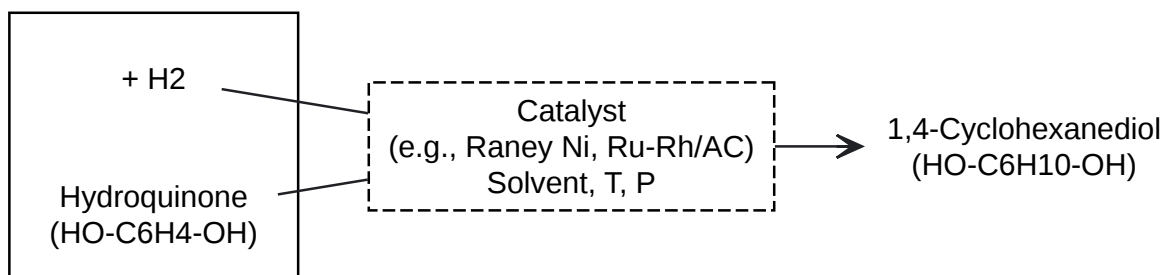 + H2
Hydroquinone
(HO-C6H4-OH)
Catalyst
(e.g., Raney Ni, Ru-Rh/AC)
Solvent, T, P
1,4-Cyclohexanediol
(HO-C6H10-OH)